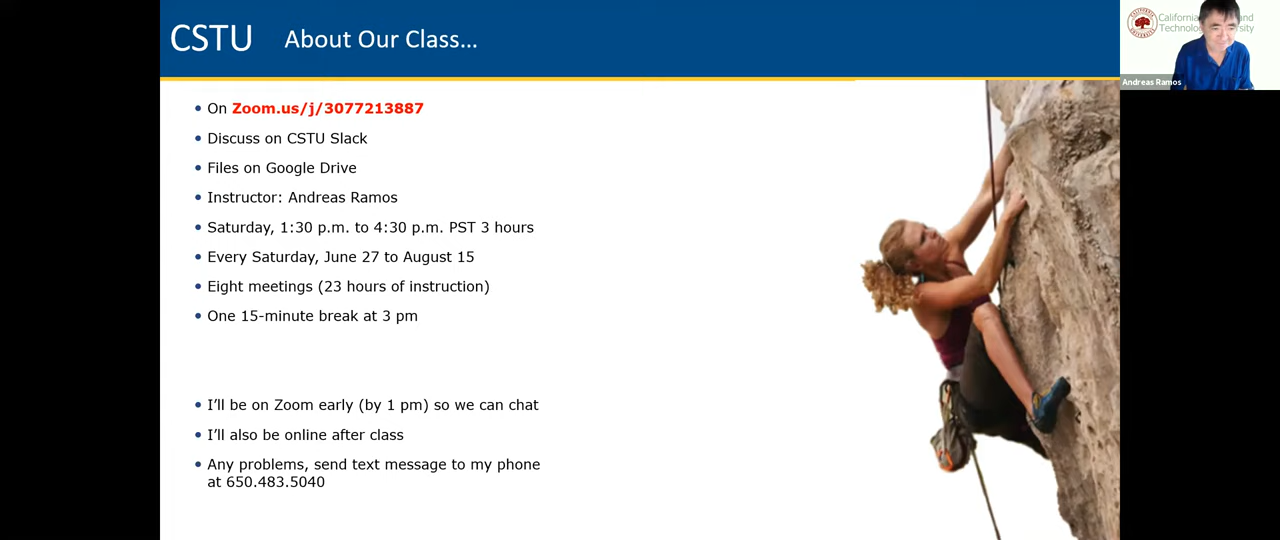 CSTU About Our Class...
California
and
Technology
University
Andreas Ramos
• On Zoom.us/j/3077213887
• Discuss on CSTU Slack
• Files on Google Drive
• Instructor: Andreas Ramos
• Saturday, 1:30 p.m. to 4:30 p.m. PST 3 hours
• Every Saturday, June 27 to August 15
• Eight meetings (23 hours of instruction)
• One 15-minute break at 3 pm
• I’ll be on Zoom early (by 1 pm) so we can chat
• I’ll also be online after class
• Any problems, send text message to my phone
at 650.483.5040